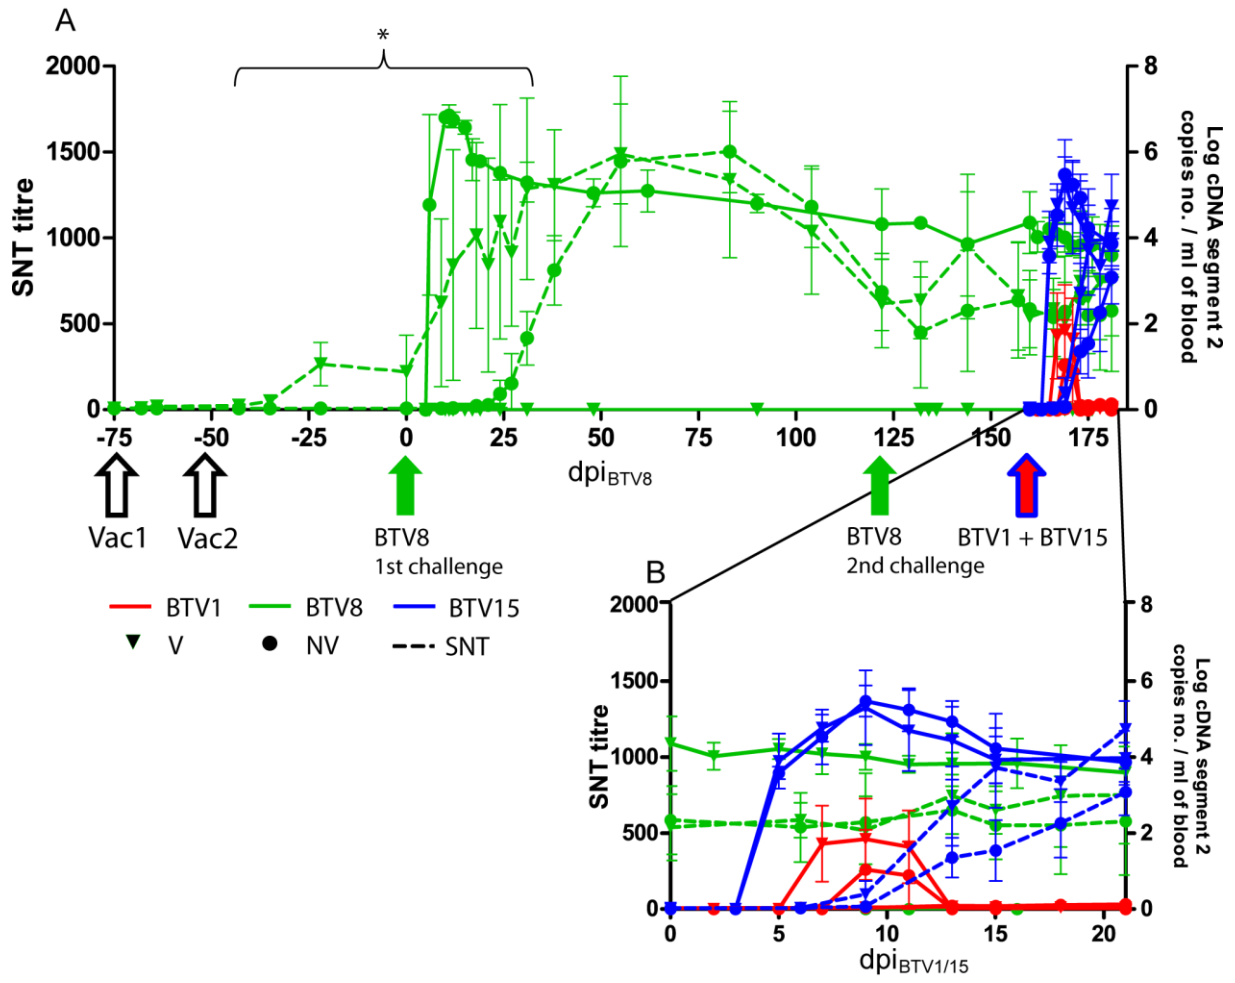 A
*
2000
1500
1000
500
0
SNT titre
8
6
4
2
0
Log cDNA segment 2
copies no. / ml of blood
-75 -50 -25 0 25 50 75 100 125 150 175
dpiBTV8
Vac1
Vac2
BTV8
1st challenge
BTV8
2nd challenge
BTV1 + BTV15
BTV1 BTV8 BTV15
V NV SNT
B
2000
1500
1000
500
0
SNT titre
8
6
4
2
0
Log cDNA segment 2
copies no. / ml of blood
0 5 10 15 20
dpiBTV1/15